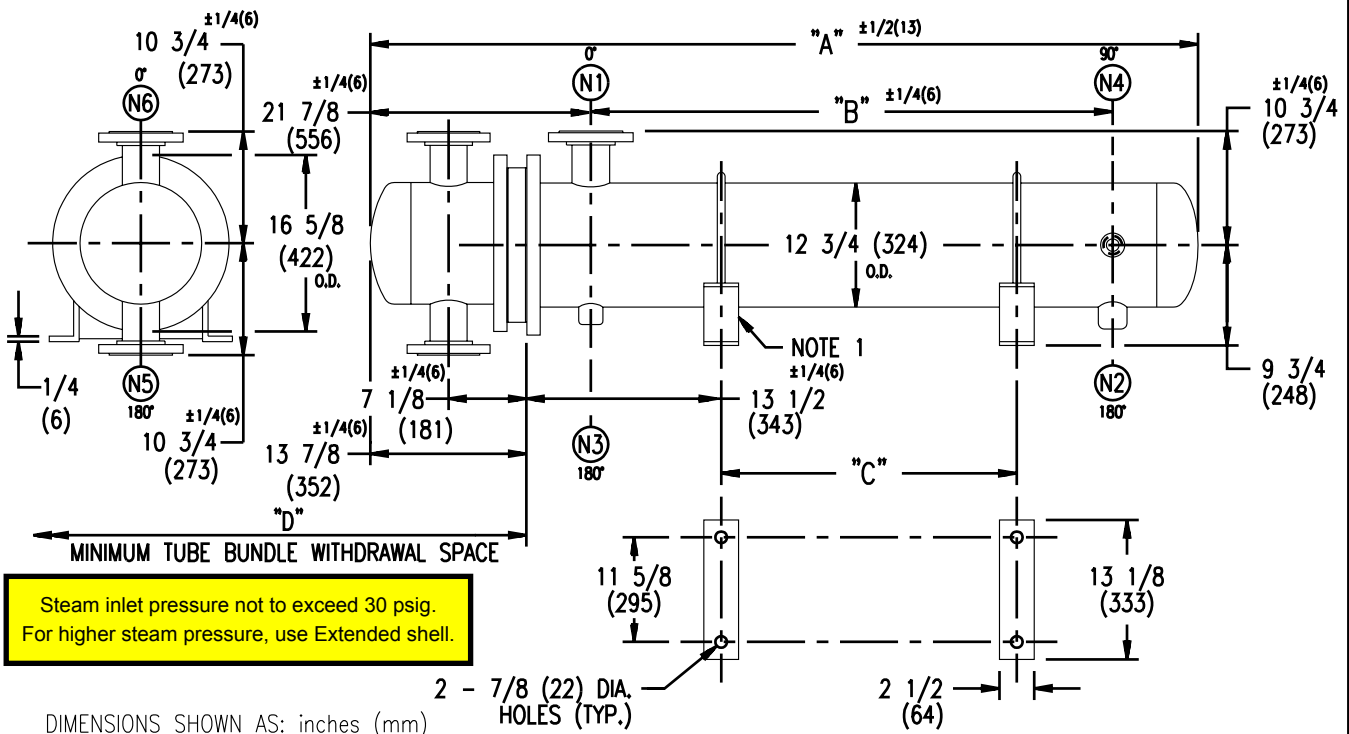 ±1/4(6)
10 3/4
(273)
0°
N6
±1/4(6)
21 7/8
(556)
"A" ±1/2(13)
0°
N1
"B" ±1/4(6)
90°
N4
±1/4(6)
10 3/4
(273)
16 5/8
(422)
O.D.
12 3/4 (324)
O.D.
NOTE 1
1/4
(6)
N5
180°
±1/4(6)
10 3/4
(273)
±1/4(6)
7 1/8
(181)
±1/4(6)
13 7/8
(352)
±1/4(6)
13 1/2
(343)
N3
180°
N2
180°
9 3/4
(248)
"C"
"D"
MINIMUM TUBE BUNDLE WITHDRAWAL SPACE
Steam inlet pressure not to exceed 30 psig.
For higher steam pressure, use Extended shell.
11 5/8
(295)
13 1/8
(333)
2 - 7/8 (22) DIA.
HOLES (TYP.)
2 1/2
(64)
DIMENSIONS SHOWN AS: inches (mm)